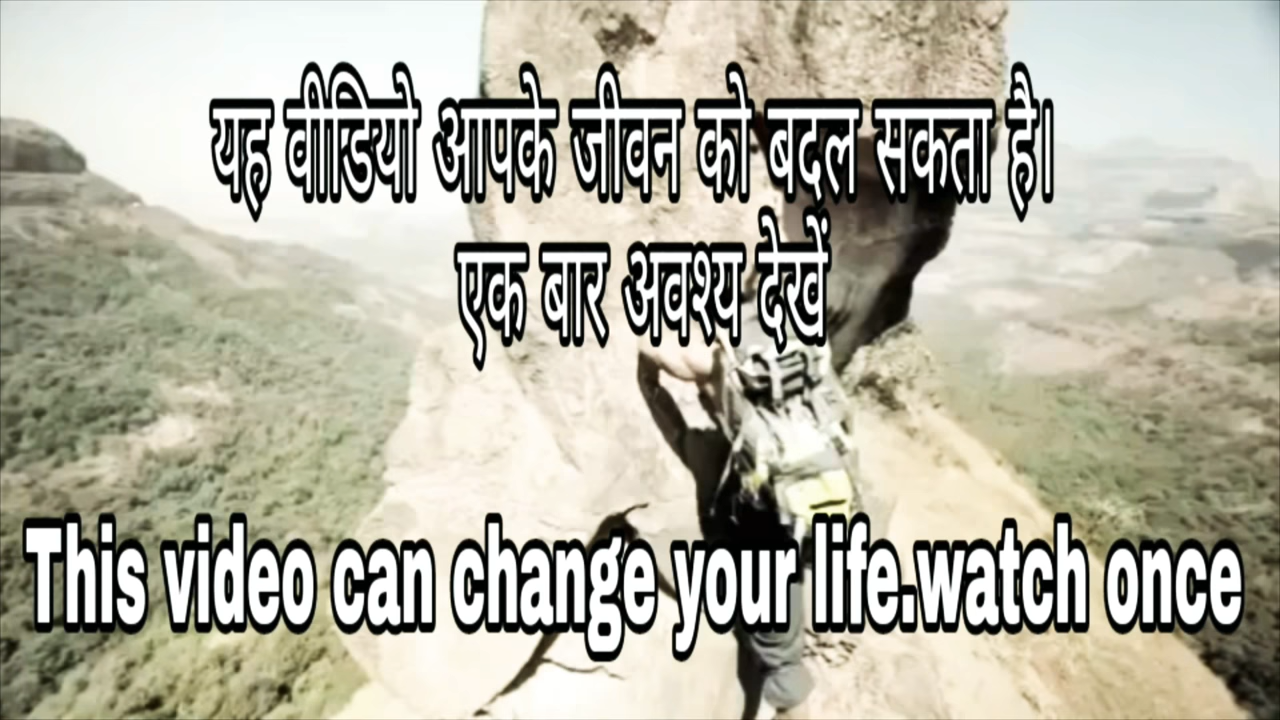 यह वीडियो आपके जीवन को बदल सकता है।
एक बार अवश्य देखें
This video can change your life.watch once